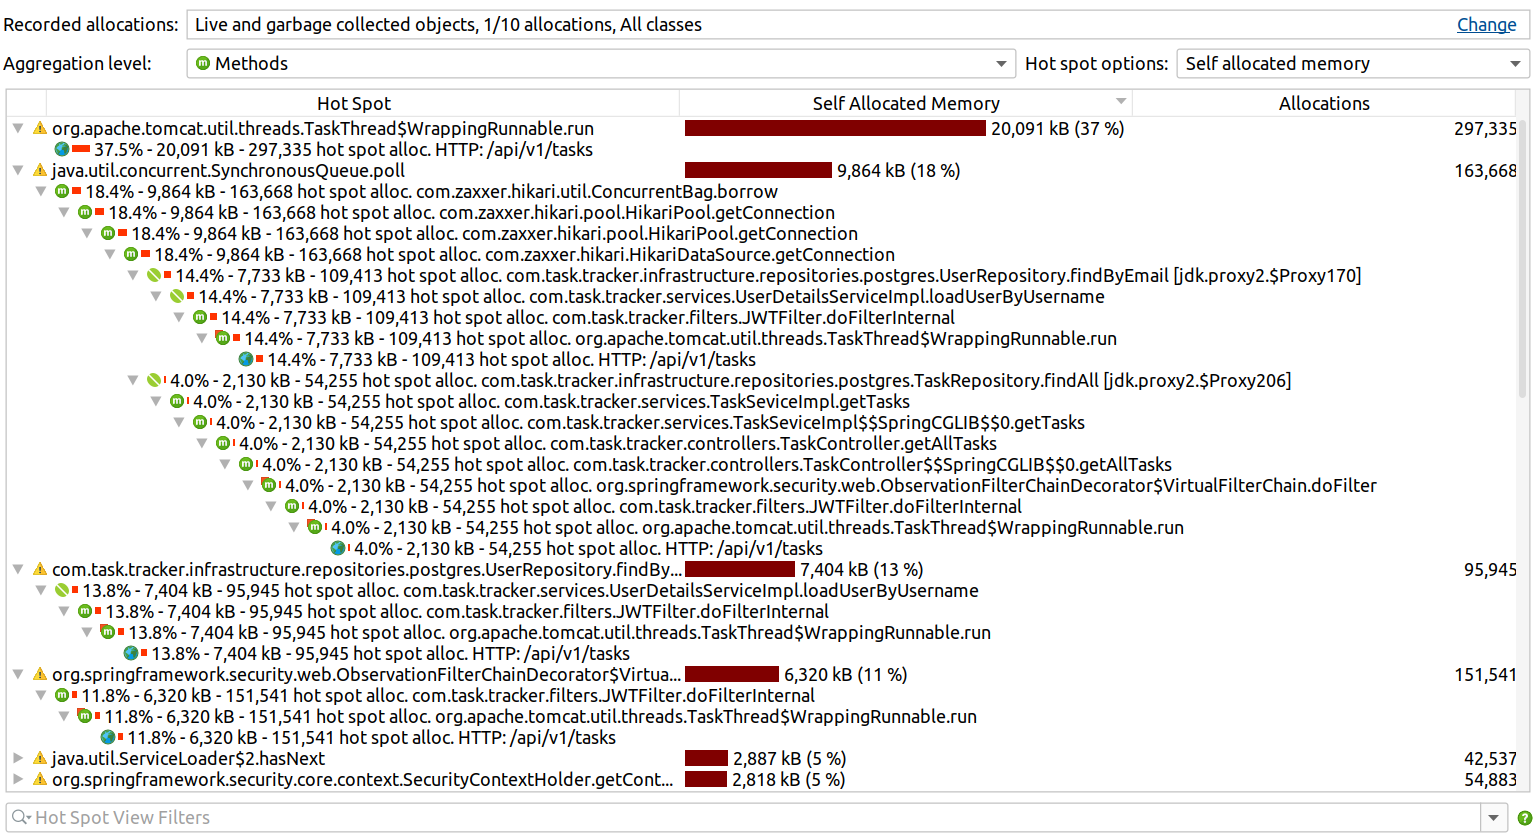 Recorded allocations: Live and garbage collected objects, 1/10 allocations, All classes Change
Aggregation level: m Methods Hot spot options: Self allocated memory
Hot Spot Self Allocated Memory Allocations
org.apache.tomcat.util.threads.TaskThread$WrappingRunnable.run 20,091 kB (37 %) 297,335
37.5% - 20,091 kB - 297,335 hot spot alloc. HTTP: /api/v1/tasks
java.util.concurrent.SynchronousQueue.poll 9,864 kB (18 %) 163,668
m 18.4% - 9,864 kB - 163,668 hot spot alloc. com.zaxxer.hikari.util.ConcurrentBag.borrow
m 18.4% - 9,864 kB - 163,668 hot spot alloc. com.zaxxer.hikari.pool.HikariPool.getConnection
m 18.4% - 9,864 kB - 163,668 hot spot alloc. com.zaxxer.hikari.pool.HikariPool.getConnection
m 18.4% - 9,864 kB - 163,668 hot spot alloc. com.zaxxer.hikari.HikariDataSource.getConnection
14.4% - 7,733 kB - 109,413 hot spot alloc. com.task.tracker.infrastructure.repositories.postgres.UserRepository.findByEmail [jdk.proxy2.$Proxy170]
14.4% - 7,733 kB - 109,413 hot spot alloc. com.task.tracker.services.UserDetailsServiceImpl.loadUserByUsername
m 14.4% - 7,733 kB - 109,413 hot spot alloc. com.task.tracker.filters.JWTFilter.doFilterInternal
m 14.4% - 7,733 kB - 109,413 hot spot alloc. org.apache.tomcat.util.threads.TaskThread$WrappingRunnable.run
14.4% - 7,733 kB - 109,413 hot spot alloc. HTTP: /api/v1/tasks
4.0% - 2,130 kB - 54,255 hot spot alloc. com.task.tracker.infrastructure.repositories.postgres.TaskRepository.findAll [jdk.proxy2.$Proxy206]
m 4.0% - 2,130 kB - 54,255 hot spot alloc. com.task.tracker.services.TaskSeviceImpl.getTasks
m 4.0% - 2,130 kB - 54,255 hot spot alloc. com.task.tracker.services.TaskSeviceImpl$$SpringCGLIB$$0.getTasks
m 4.0% - 2,130 kB - 54,255 hot spot alloc. com.task.tracker.controllers.TaskController.getAllTasks
m 4.0% - 2,130 kB - 54,255 hot spot alloc. com.task.tracker.controllers.TaskController$$SpringCGLIB$$0.getAllTasks
m 4.0% - 2,130 kB - 54,255 hot spot alloc. org.springframework.security.web.ObservationFilterChainDecorator$VirtualFilterChain.doFilter
m 4.0% - 2,130 kB - 54,255 hot spot alloc. com.task.tracker.filters.JWTFilter.doFilterInternal
m 4.0% - 2,130 kB - 54,255 hot spot alloc. org.apache.tomcat.util.threads.TaskThread$WrappingRunnable.run
4.0% - 2,130 kB - 54,255 hot spot alloc. HTTP: /api/v1/tasks
com.task.tracker.infrastructure.repositories.postgres.UserRepository.findBy... 7,404 kB (13 %) 95,945
13.8% - 7,404 kB - 95,945 hot spot alloc. com.task.tracker.services.UserDetailsServiceImpl.loadUserByUsername
m 13.8% - 7,404 kB - 95,945 hot spot alloc. com.task.tracker.filters.JWTFilter.doFilterInternal
m 13.8% - 7,404 kB - 95,945 hot spot alloc. org.apache.tomcat.util.threads.TaskThread$WrappingRunnable.run
13.8% - 7,404 kB - 95,945 hot spot alloc. HTTP: /api/v1/tasks
org.springframework.security.web.ObservationFilterChainDecorator$Virtua... 6,320 kB (11 %) 151,541
m 11.8% - 6,320 kB - 151,541 hot spot alloc. com.task.tracker.filters.JWTFilter.doFilterInternal
m 11.8% - 6,320 kB - 151,541 hot spot alloc. org.apache.tomcat.util.threads.TaskThread$WrappingRunnable.run
11.8% - 6,320 kB - 151,541 hot spot alloc. HTTP: /api/v1/tasks
java.util.ServiceLoader$2.hasNext 2,887 kB (5 %) 42,537
org.springframework.security.core.context.SecurityContextHolder.getCont... 2,818 kB (5 %) 54,883
Hot Spot View Filters ?